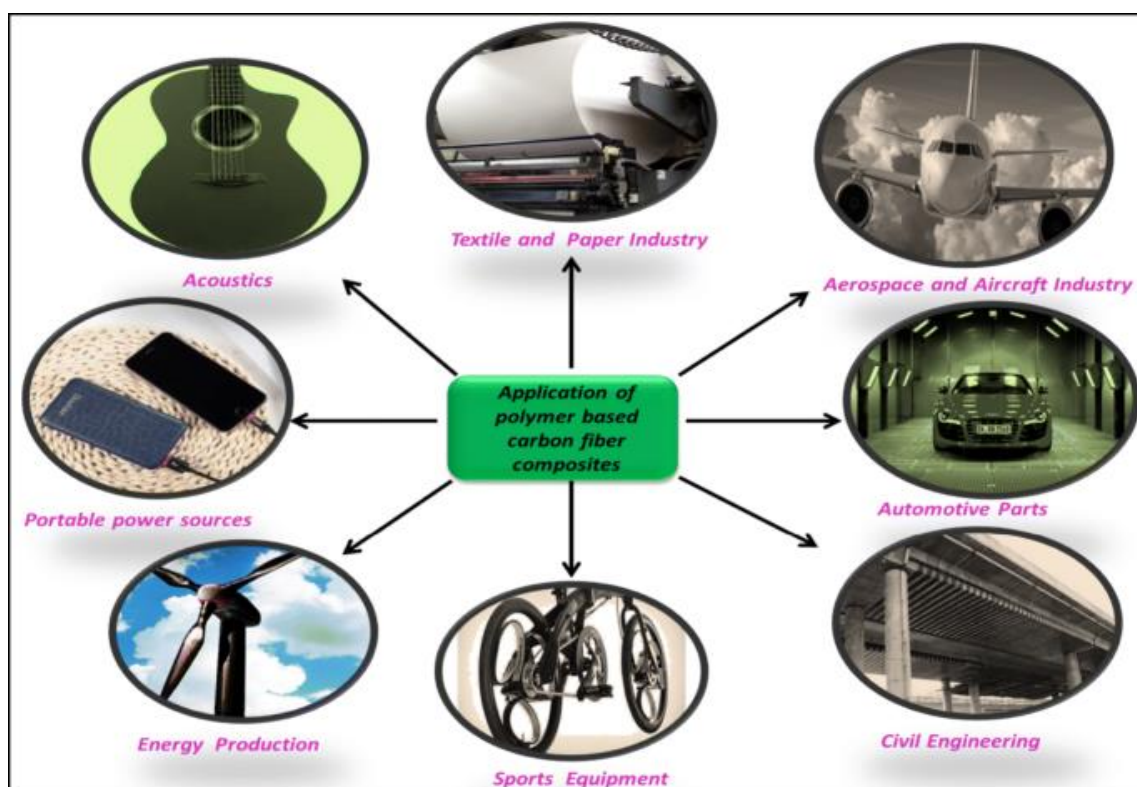 Textile and Paper Industry
Acoustics
Aerospace and Aircraft Industry
Application of
polymer based
carbon fiber
composites
Portable power sources
Automotive Parts
Energy Production
Civil Engineering
Sports Equipment